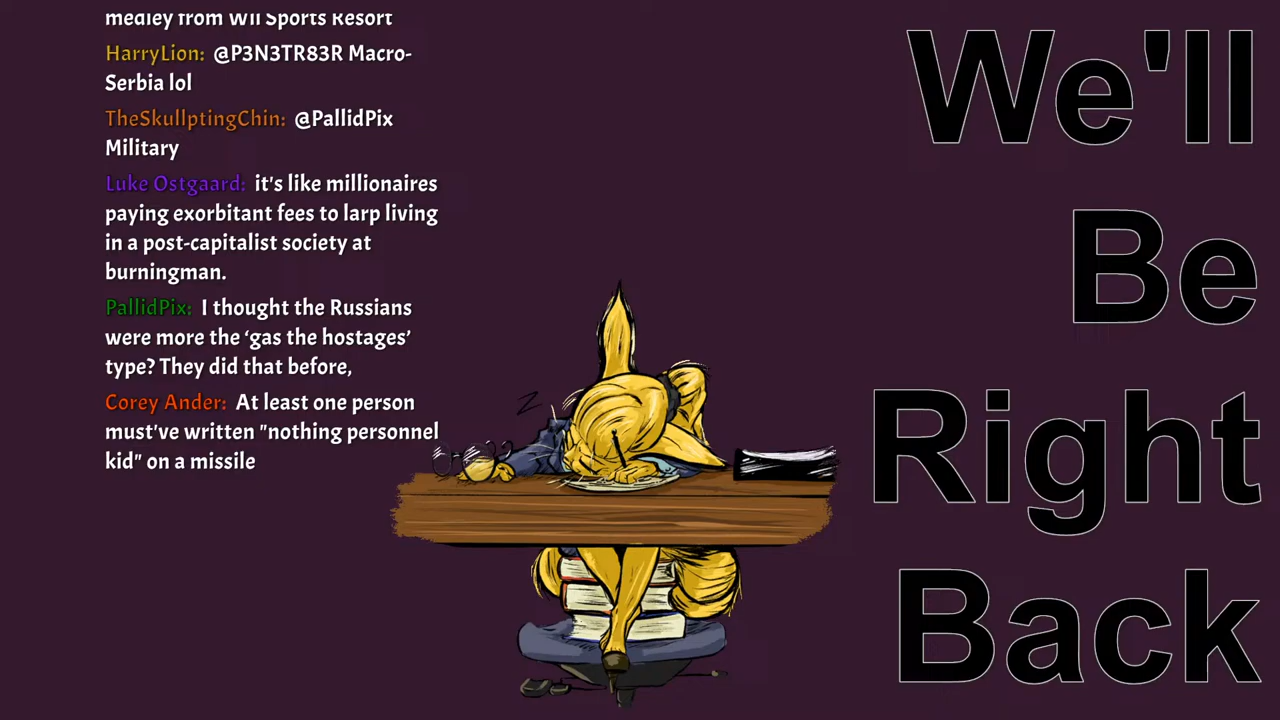 medley from Wii Sports Resort
HarryLion: @P3N3TR83R Macro-
Serbia lol
TheSkullptingChin: @PallidPix
Military
Luke Ostgaard: it's like millionaires
paying exorbitant fees to larp living
in a post-capitalist society at
burningman.
PallidPix: I thought the Russians
were more the ‘gas the hostages’
type? They did that before,
Corey Ander: At least one person
must've written "nothing personnel
kid" on a missile
Z
We'll
Be
Right
Back